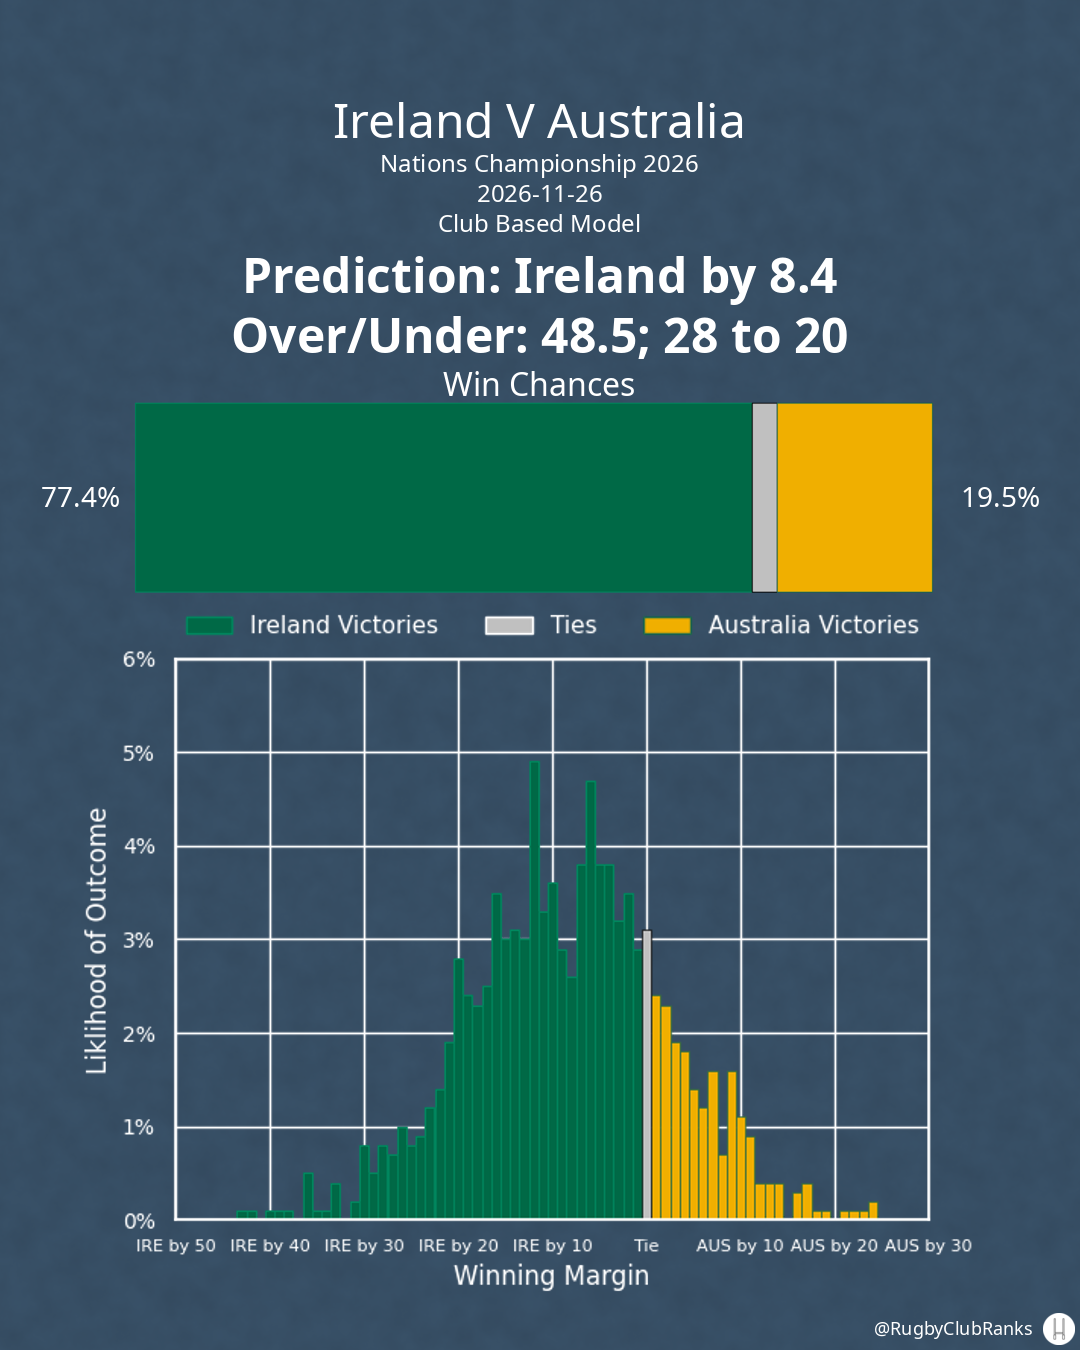 Ireland V Australia
Nations Championship 2026
2026-11-26
Club Based Model
Prediction: Ireland by 8.4
Over/Under: 48.5; 28 to 20
Win Chances
77.4%
19.5%
Ireland Victories
Ties
Australia Victories
6%
5%
4%
3%
2%
1%
0%
Liklihood of Outcome
IRE by 50 IRE by 40 IRE by 30 IRE by 20 IRE by 10 Tie AUS by 10 AUS by 20 AUS by 30
Winning Margin
@RugbyClubRanks